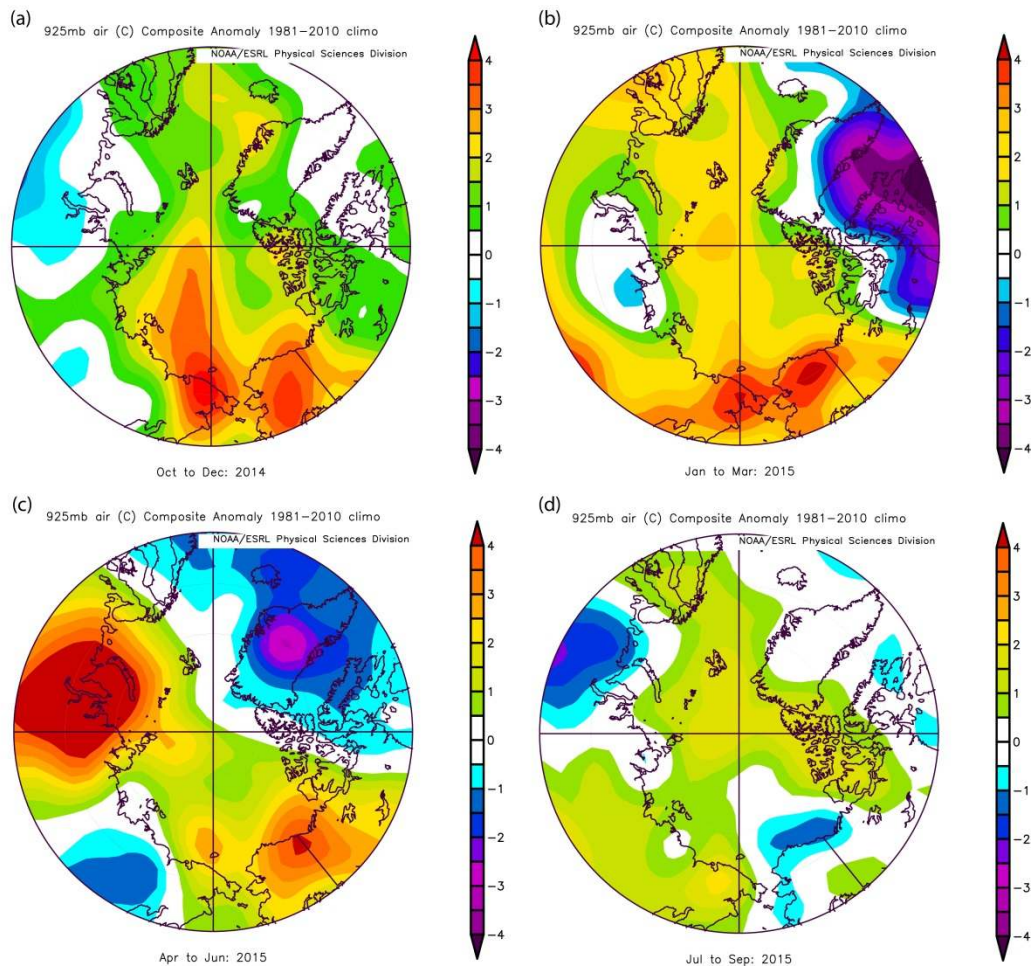 (a)
925mb air (C) Composite Anomaly 1981-2010 climo
NOAA/ESRL Physical Sciences Division
4
3
2
1
0
-1
-2
-3
-4
Oct to Dec: 2014
(b)
925mb air (C) Composite Anomaly 1981-2010 climo
NOAA/ESRL Physical Sciences Division
4
3
2
1
0
-1
-2
-3
-4
Jan to Mar: 2015
(c)
925mb air (C) Composite Anomaly 1981-2010 climo
NOAA/ESRL Physical Sciences Division
4
3
2
1
0
-1
-2
-3
-4
Apr to Jun: 2015
(d)
925mb air (C) Composite Anomaly 1981-2010 climo
NOAA/ESRL Physical Sciences Division
4
3
2
1
0
-1
-2
-3
-4
Jul to Sep: 2015